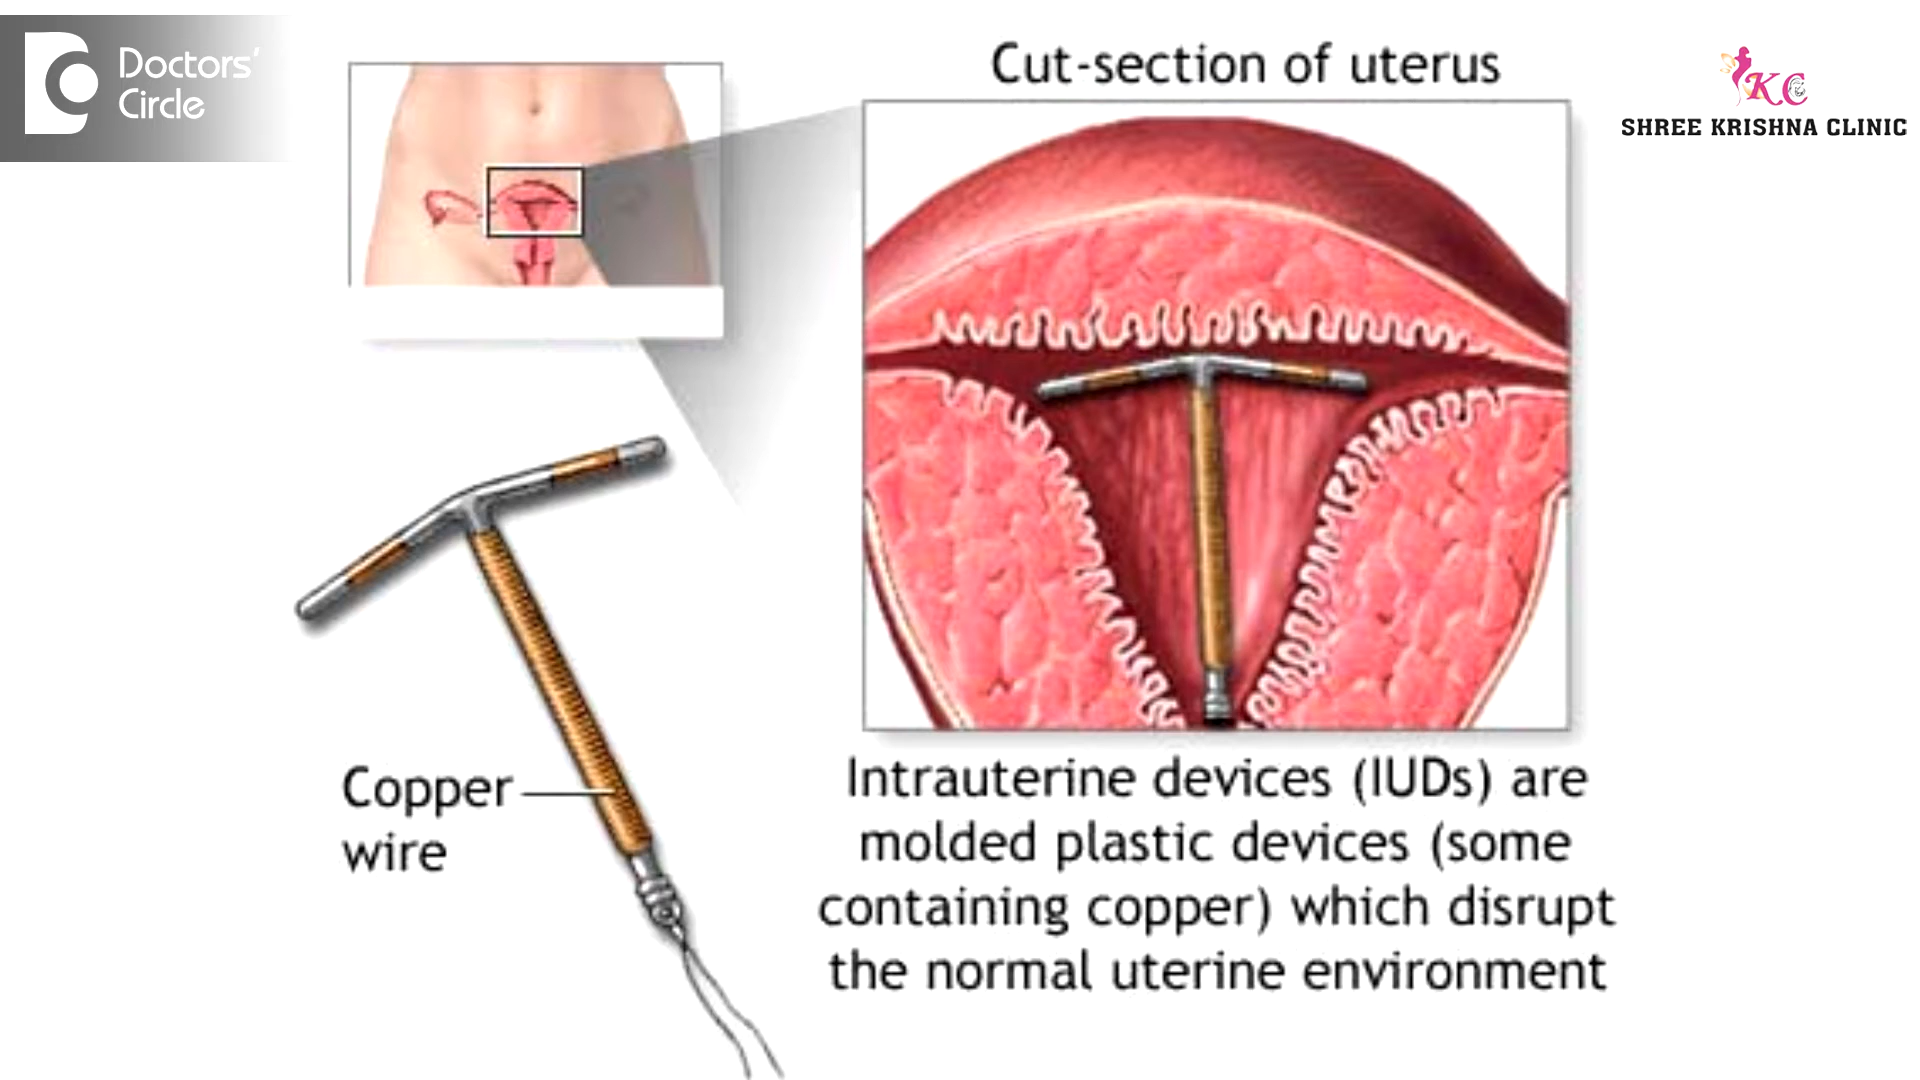 Doctors'
Circle
Cut-section of uterus
KC
SHREE KRISHNA CLINIC
Copper
wire
Intrauterine devices (IUDs) are
molded plastic devices (some
containing copper) which disrupt
the normal uterine environment